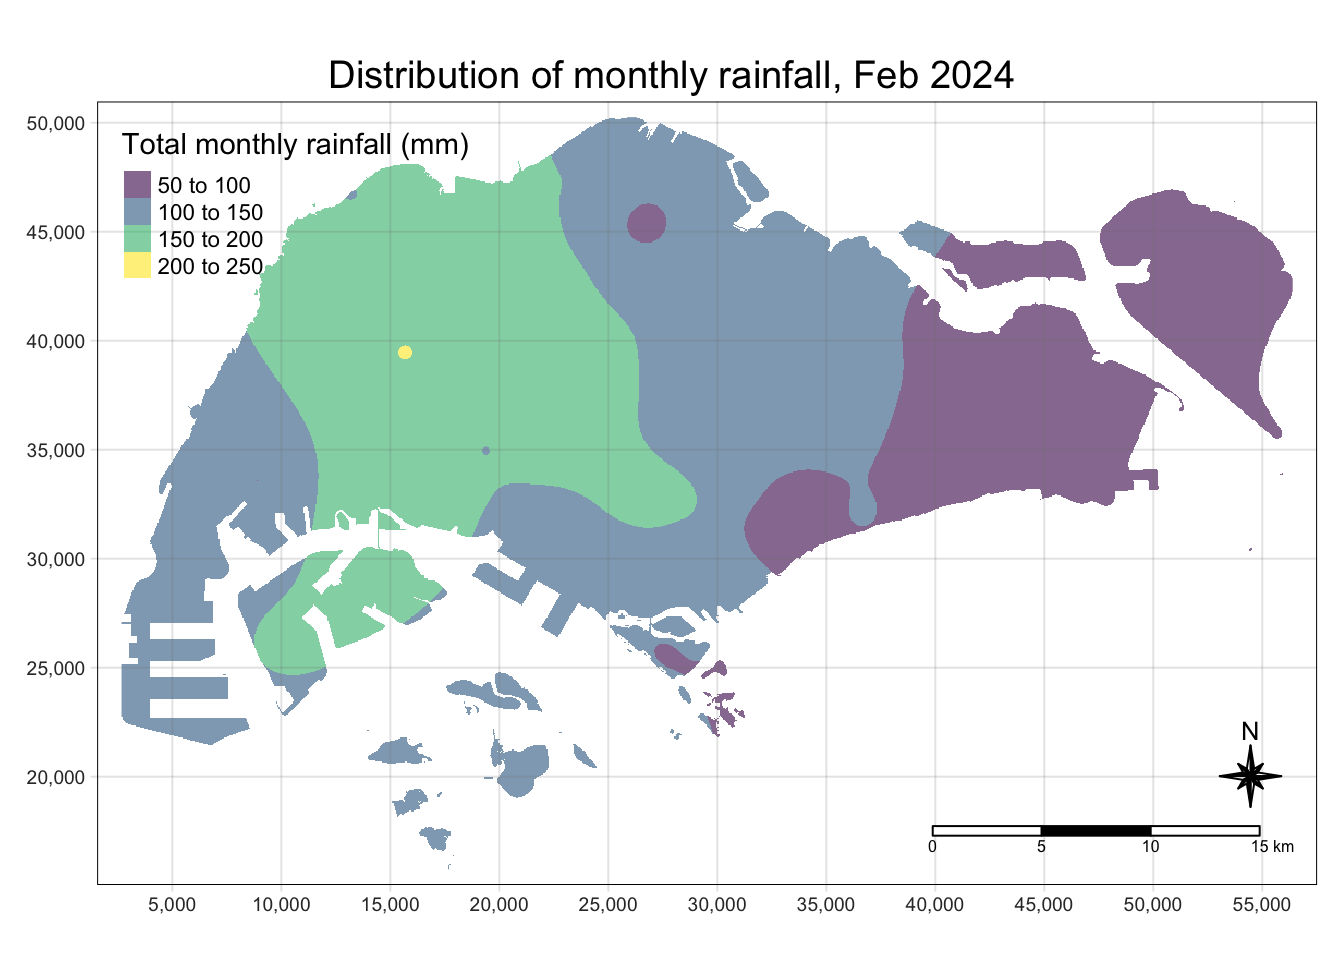 Distribution of monthly rainfall, Feb 2024
Total monthly rainfall (mm)
50 to 100
100 to 150
150 to 200
200 to 250
50,000
45,000
40,000
35,000
30,000
25,000
20,000
N
0 5 10 15 km
5,000 10,000 15,000 20,000 25,000 30,000 35,000 40,000 45,000 50,000 55,000